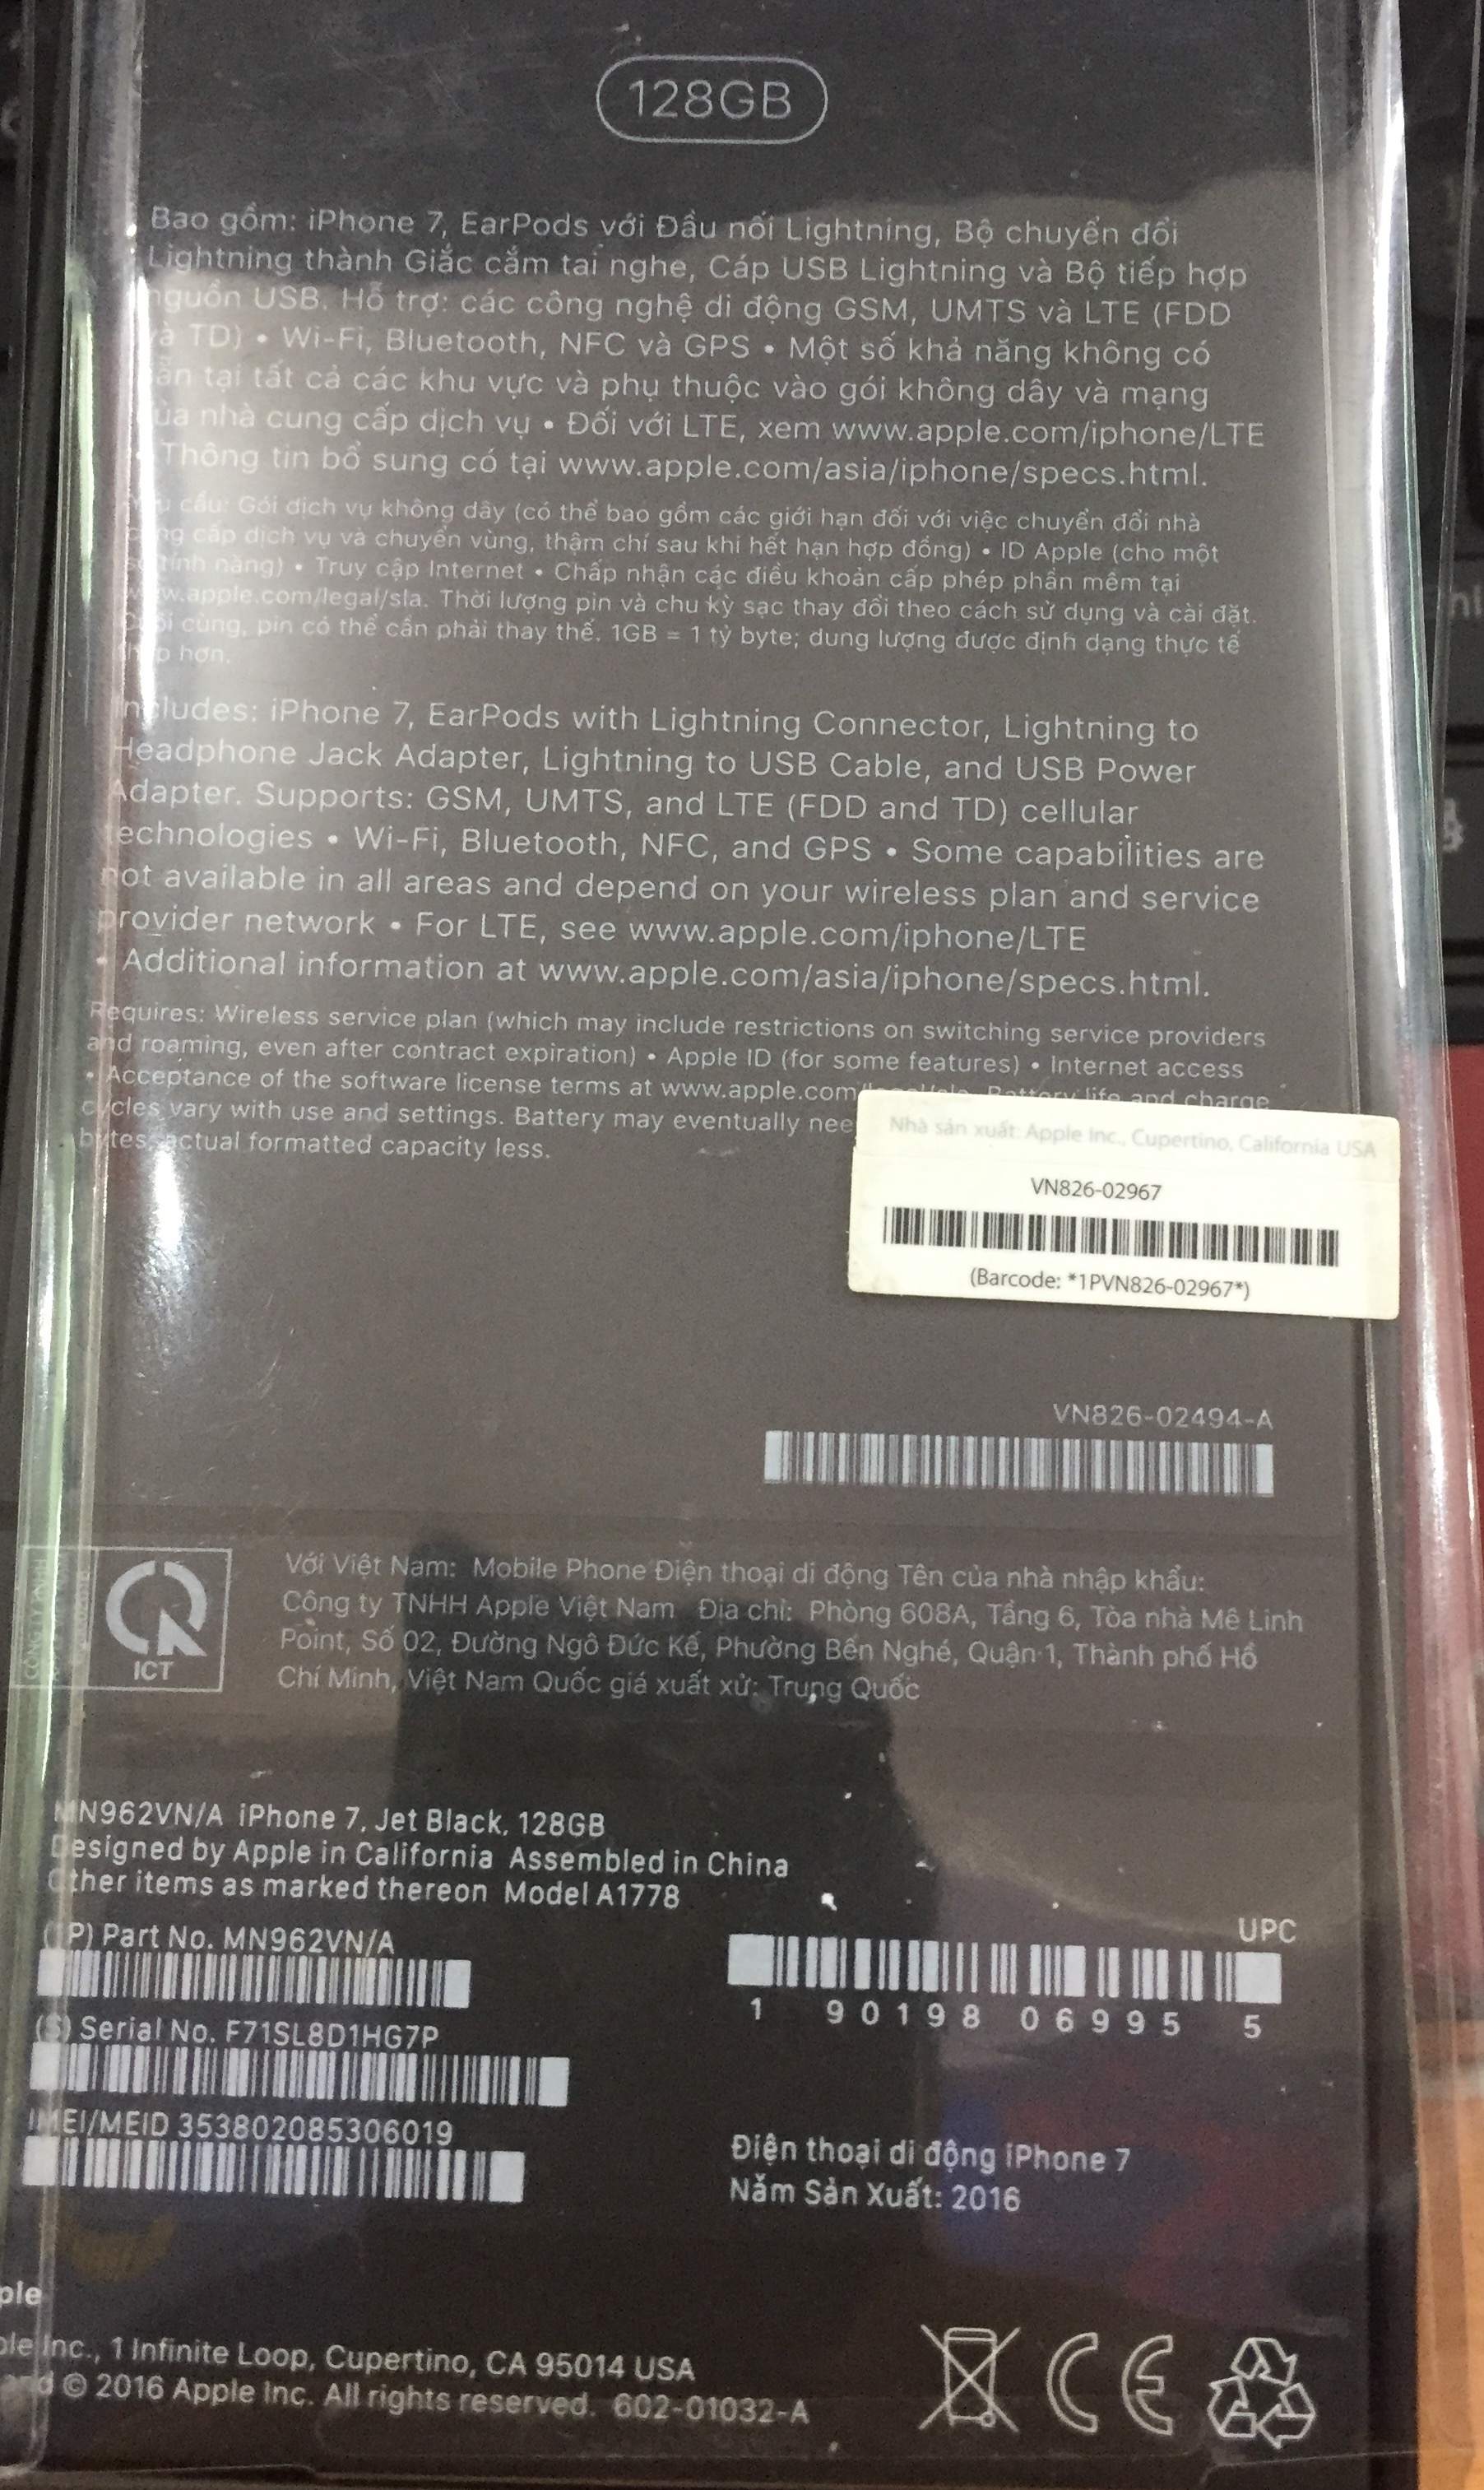 128GB
Bao gồm: iPhone 7, EarPods với Đầu nối Lightning, Bộ chuyển đổi
Lightning thành Giắc cắm tai nghe, Cáp USB Lightning và Bộ tiếp hợp
nguồn USB. Hỗ trợ: các công nghệ di động GSM, UMTS và LTE (FDD
và TD) • Wi-Fi, Bluetooth, NFC và GPS • Một số khả năng không có
tại tất cả các khu vực và phụ thuộc vào gói không dây và mạng
của nhà cung cấp dịch vụ • Đối với LTE, xem www.apple.com/iphone/LTE
• Thông tin bổ sung có tại www.apple.com/asia/iphone/specs.html.
cầu: Gói dịch vụ không dây (có thể bao gồm các giới hạn đối với việc chuyển đổi nhà
cung cấp dịch vụ và chuyển vùng, thậm chí sau khi hết hạn hợp đồng) • ID Apple (cho một
số tính năng) • Truy cập Internet • Chấp nhận các điều khoản cấp phép phần mềm tại
www.apple.com/legal/sla. Thời lượng pin và chu kỳ sạc thay đổi theo cách sử dụng và cài đặt.
Cuối cùng, pin có thể cần phải thay thế. 1GB = 1 tỷ byte; dung lượng được định dạng thực tế
thấp hơn.
Includes: iPhone 7, EarPods with Lightning Connector, Lightning to
Headphone Jack Adapter, Lightning to USB Cable, and USB Power
Adapter. Supports: GSM, UMTS, and LTE (FDD and TD) cellular
technologies • Wi-Fi, Bluetooth, NFC, and GPS • Some capabilities are
not available in all areas and depend on your wireless plan and service
provider network • For LTE, see www.apple.com/iphone/LTE
• Additional information at www.apple.com/asia/iphone/specs.html.
Requires: Wireless service plan (which may include restrictions on switching service providers
and roaming, even after contract expiration) • Apple ID (for some features) • Internet access
• Acceptance of the software license terms at www.apple.com/ Battery life and charge
cycles vary with use and settings. Battery may eventually nee
bytes; actual formatted capacity less.
Nhà sản xuất: Apple Inc., Cupertino, California USA
VN826-02967
(Barcode: *1PVN826-02967*)
VN826-02494-A
ICT
Với Việt Nam: Mobile Phone Điện thoại di động Tên của nhà nhập khẩu:
Công ty TNHH Apple Việt Nam Địa chỉ: Phòng 608A, Tầng 6, Tòa nhà Mê Linh
Point, Số 02, Đường Ngô Đức Kế, Phường Bến Nghé, Quận 1, Thành phố Hồ
Chí Minh, Việt Nam Quốc giá xuất xứ: Trung Quốc
MN962VN/A iPhone 7, Jet Black, 128GB
Designed by Apple in California Assembled in China
Other items as marked thereon Model A1778
(1P) Part No. MN962VN/A
(S) Serial No. F71SL8D1HG7P
IMEI/MEID 353802085306019
UPC
1 90198 06995 5
Điện thoại di động iPhone 7
Năm Sản Xuất: 2016
ple
ple Inc., 1 Infinite Loop, Cupertino, CA 95014 USA
and © 2016 Apple Inc. All rights reserved. 602-01032-A
CE